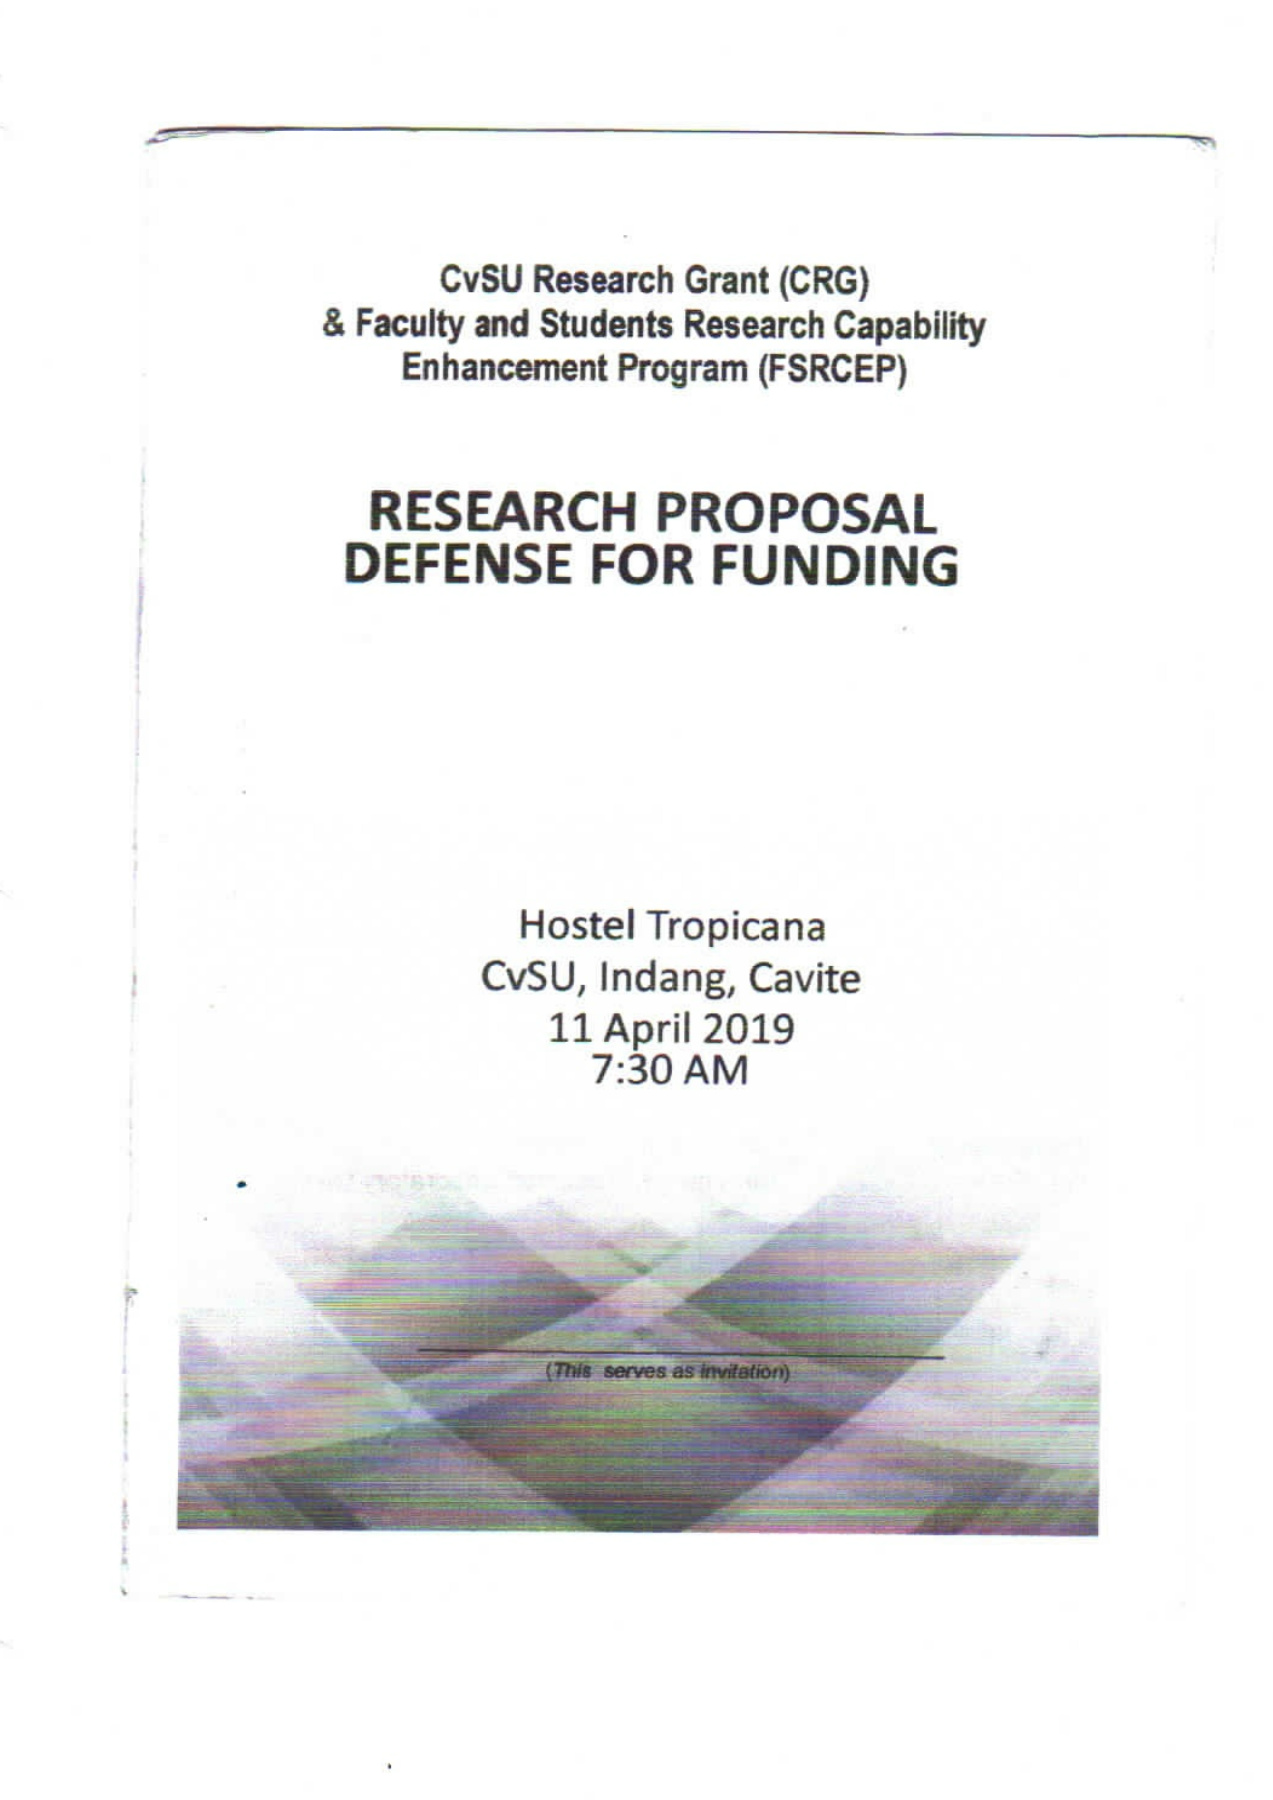 CvSU Research Grant (CRG)
& Faculty and Students Research Capability
Enhancement Program (FSRCEP)
RESEARCH PROPOSAL
DEFENSE FOR FUNDING
Hostel Tropicana
CvSU, Indang, Cavite
11 April 2019
7:30 AM
(This serves as invitation)